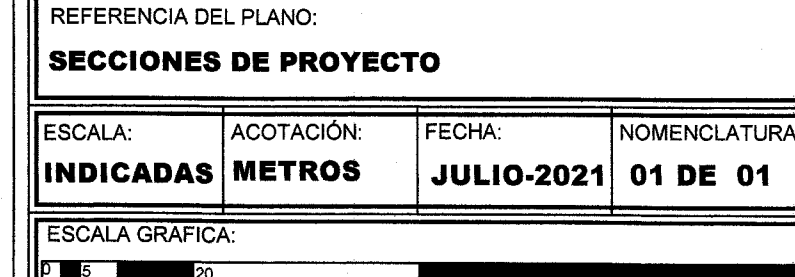 REFERENCIA DEL PLANO:
SECCIONES DE PROYECTO
ESCALA: ACOTACIÓN: FECHA: NOMENCLATURA
INDICADAS METROS JULIO-2021 01 DE 01
ESCALA GRAFICA:
0 5 20